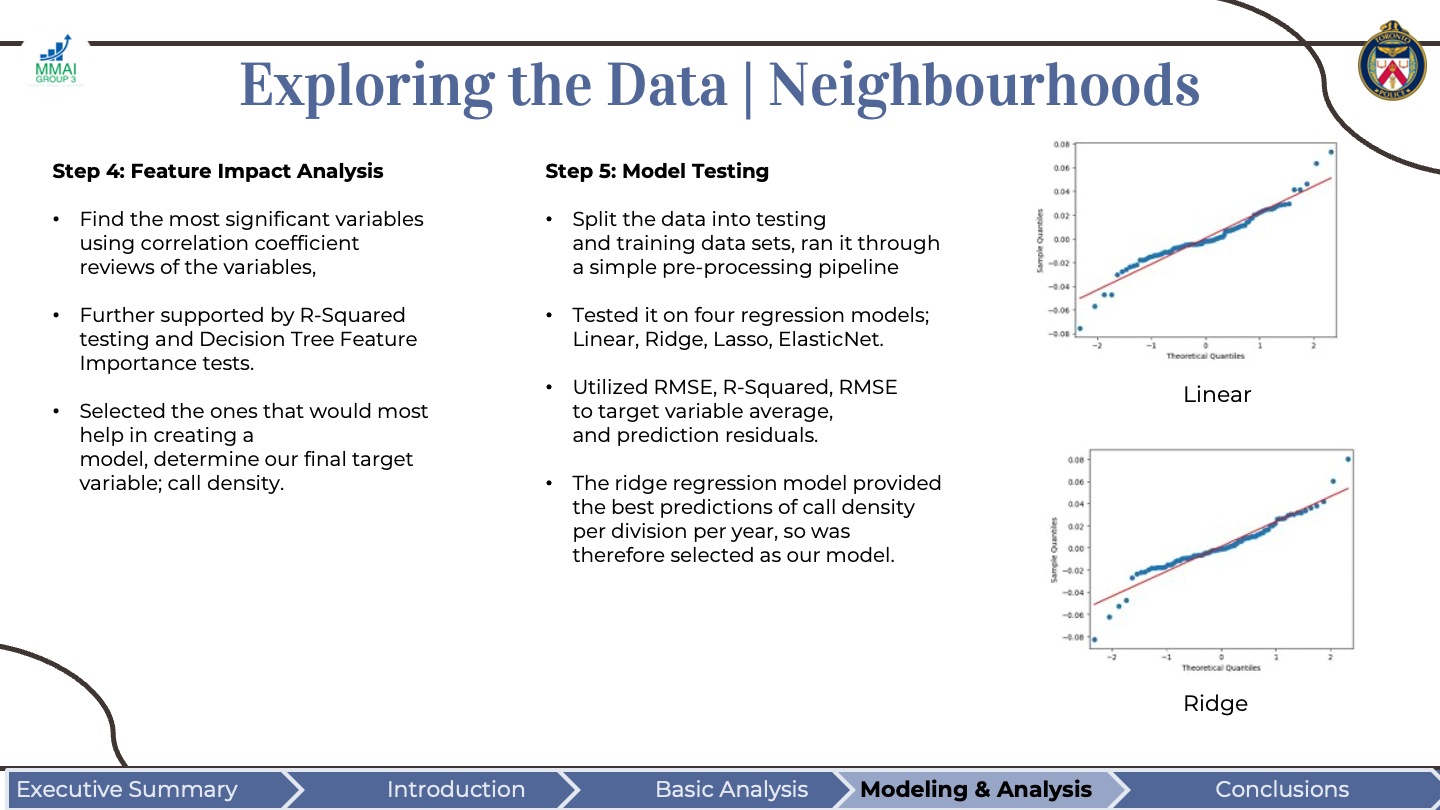 MMAI
GROUP 3
TORONTO
POLICE
Exploring the Data | Neighbourhoods
Step 4: Feature Impact Analysis
• Find the most significant variables
using correlation coefficient
reviews of the variables,
• Further supported by R-Squared
testing and Decision Tree Feature
Importance tests.
• Selected the ones that would most
help in creating a
model, determine our final target
variable; call density.
Step 5: Model Testing
• Split the data into testing
and training data sets, ran it through
a simple pre-processing pipeline
• Tested it on four regression models;
Linear, Ridge, Lasso, ElasticNet.
• Utilized RMSE, R-Squared, RMSE
to target variable average,
and prediction residuals.
• The ridge regression model provided
the best predictions of call density
per division per year, so was
therefore selected as our model.
0.08
0.06
0.04
0.02
0.00
−0.02
−0.04
−0.06
−0.08
Sample Quantiles
−2 −1 0 1 2
Theoretical Quantiles
Linear
0.08
0.06
0.04
0.02
0.00
−0.02
−0.04
−0.06
−0.08
Sample Quantiles
−2 −1 0 1 2
Theoretical Quantiles
Ridge
Executive Summary Introduction Basic Analysis Modeling & Analysis Conclusions